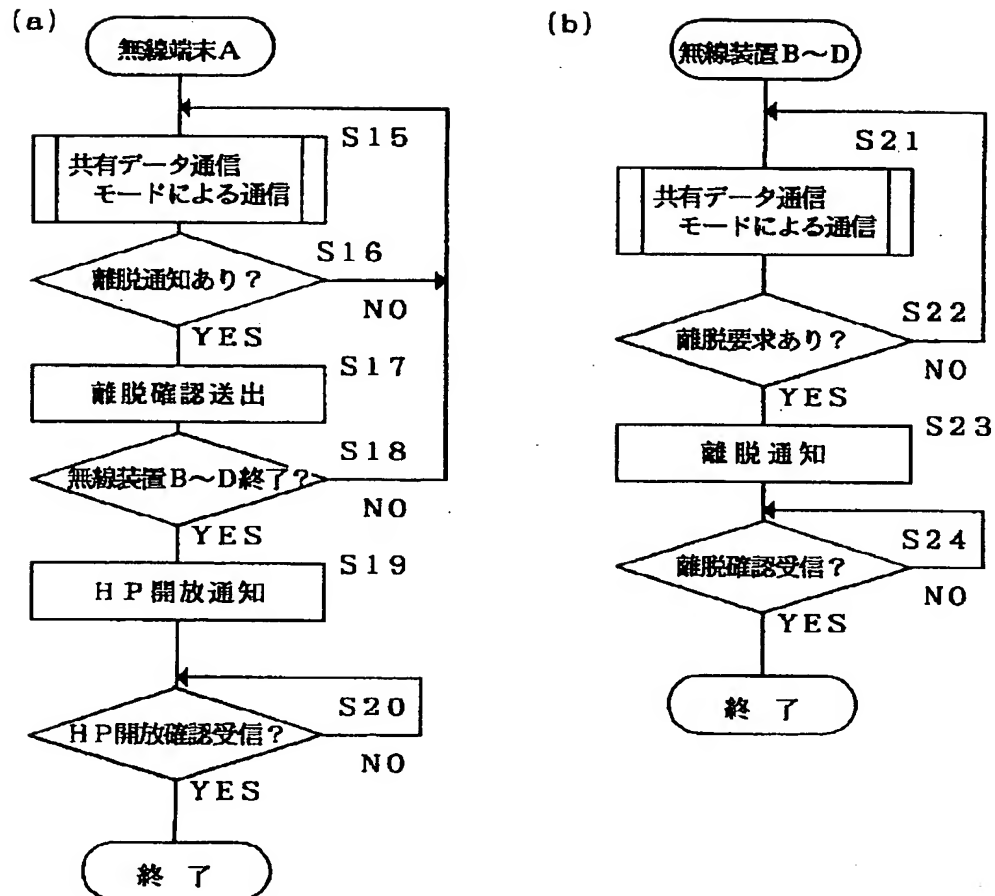 (a)
無線端末A
S15
共有データ通信
モードによる通信
S16
離脱通知あり？
NO
YES
S17
離脱確認送出
S18
無線装置B〜D終了？
NO
YES
S19
HP開放通知
S20
HP開放確認受信？
NO
YES
終了
(b)
無線装置B〜D
S21
共有データ通信
モードによる通信
S22
離脱要求あり？
NO
YES
S23
離脱通知
S24
離脱確認受信？
NO
YES
終了